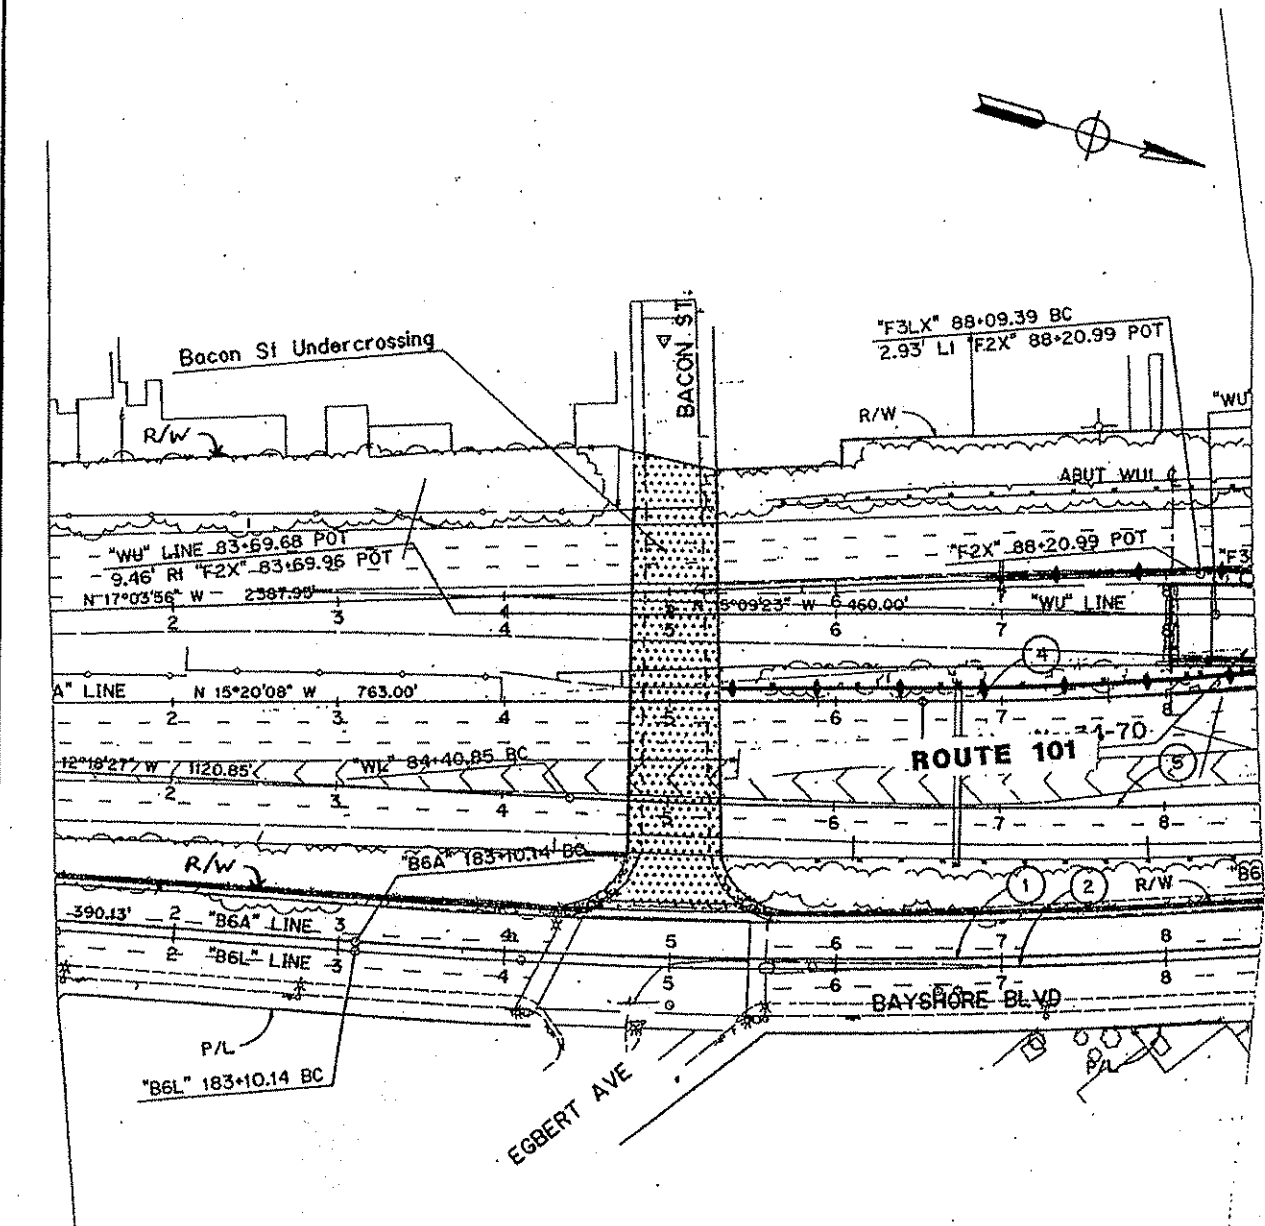 "F3LX" 88+09.39 BC
2.93' Lt "F2X" 88+20.99 POT
BACON ST.
Bacon St Undercrossing
"WU"
R/W
R/W
ABUT WU1 ℄
"WU" LINE 83+69.68 POT
9.46' Rt "F2X" 83+69.96 POT
"F2X" 88+20.99 POT
"F3
N 17°03'56" W 2387.95'
N 15°09'23" W 460.00'
"WU" LINE
2 3 4 5 6 7 8
4
A" LINE
N 15°20'08" W 763.00'
2 3 4 5 6 7 8
ROUTE 101
-70
12°18'27" W 1120.85'
"WL" 84+40.85 BC
5
2 3 4 5 6 7 8
"B6A" 183+10.14 BC
R/W
1 2 R/W
"B6
390.13' 2 "B6A" LINE 3 4 5 6 7 8
2 "B6L" LINE 3 4 5 6 7 8
BAYSHORE BLVD
P/L
P/L
"B6L" 183+10.14 BC
EGBERT AVE